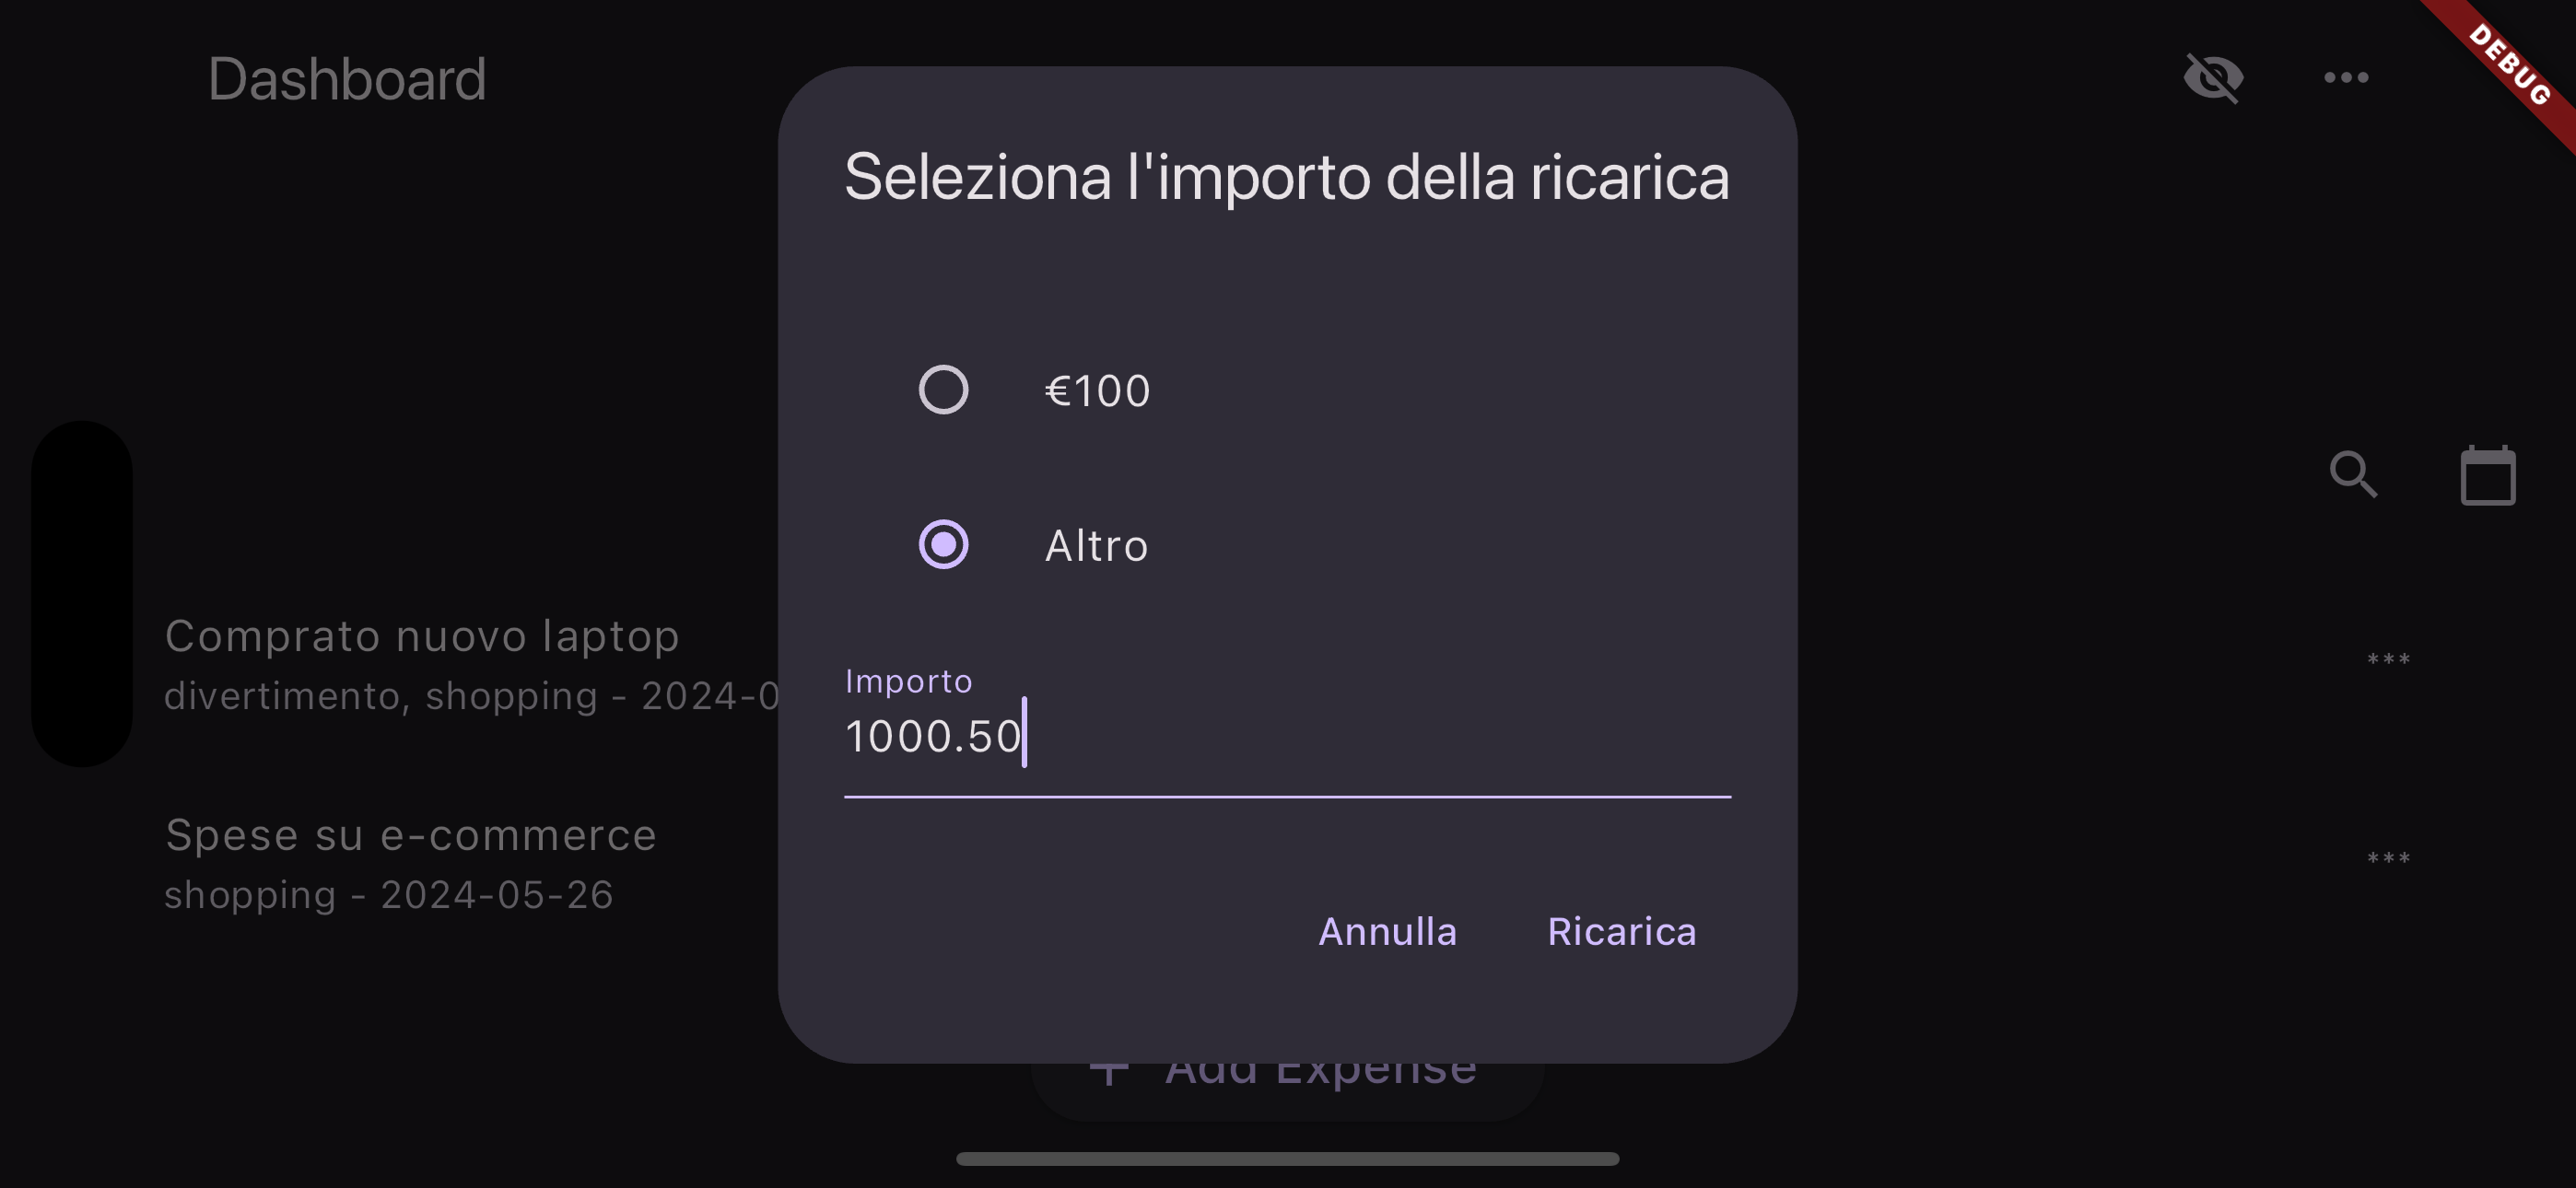 Dashboard
DEBUG
Seleziona l'importo della ricarica
€100
Altro
Comprato nuovo laptop
divertimento, shopping - 2024-0
***
Importo
1000.50
Spese su e-commerce
shopping - 2024-05-26
***
Annulla
Ricarica
Add Expense